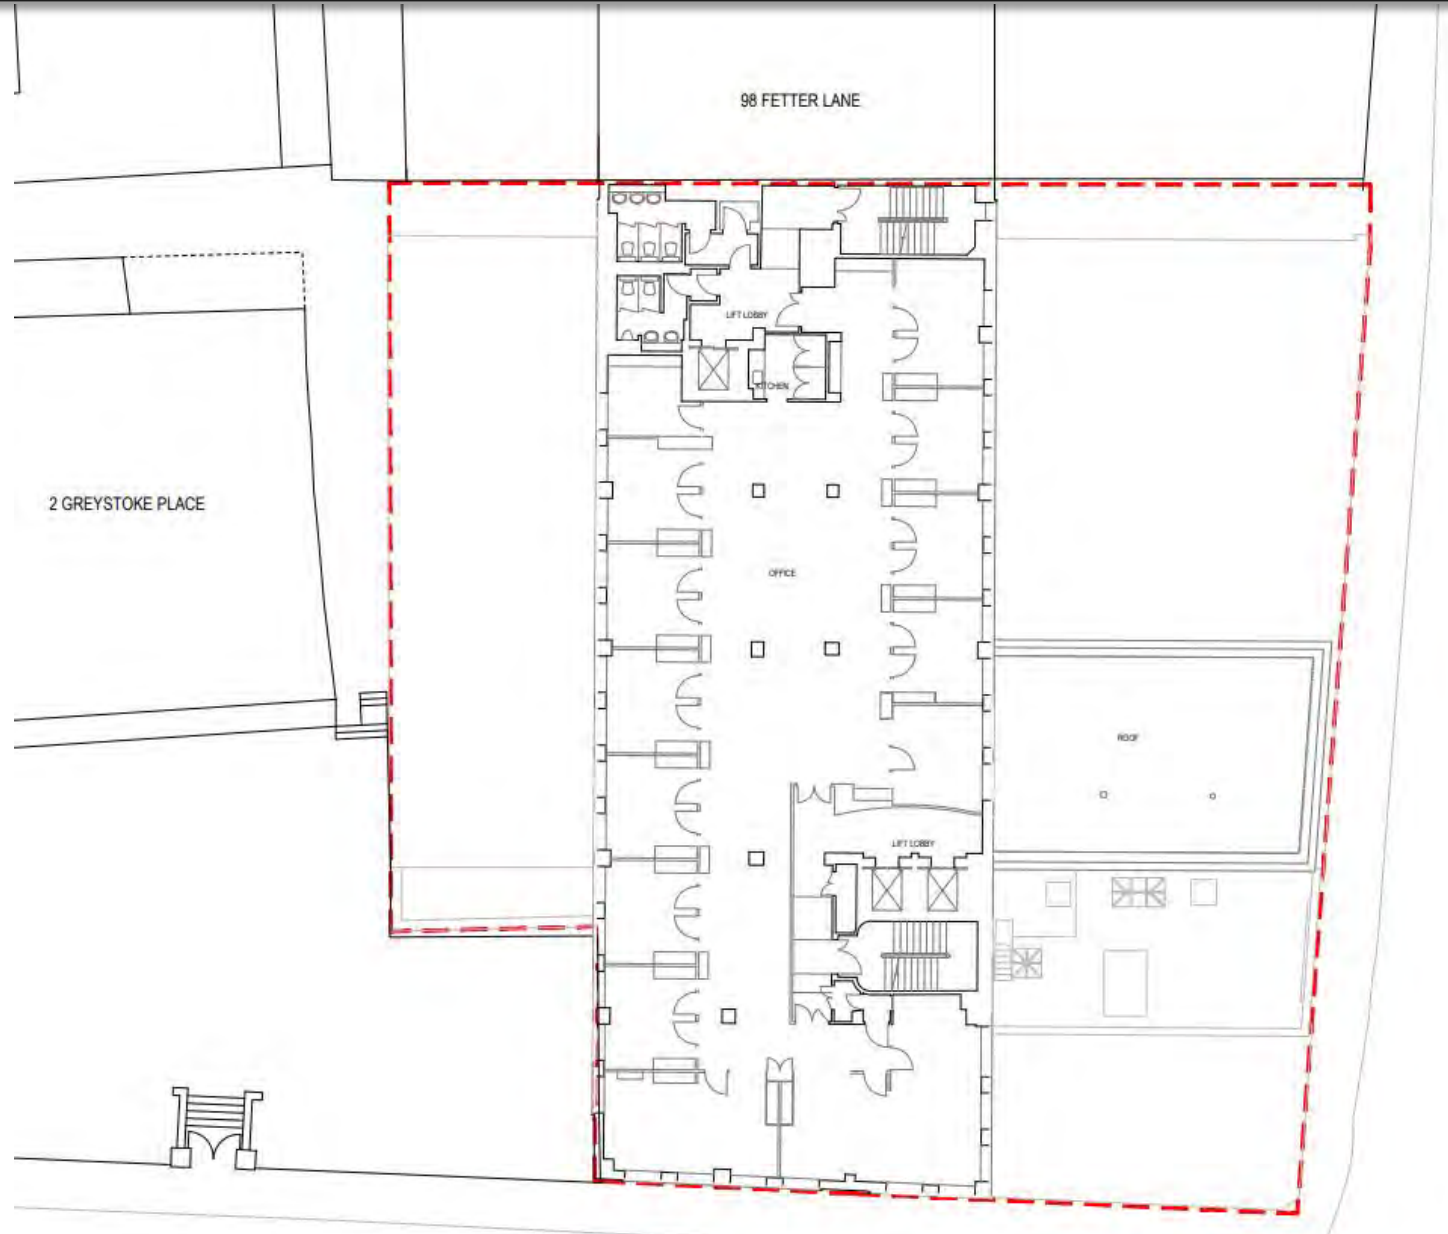 98 FETTER LANE
LIFT LOBBY
KITCHEN
2 GREYSTOKE PLACE
OFFICE
ROOF
LIFT LOBBY